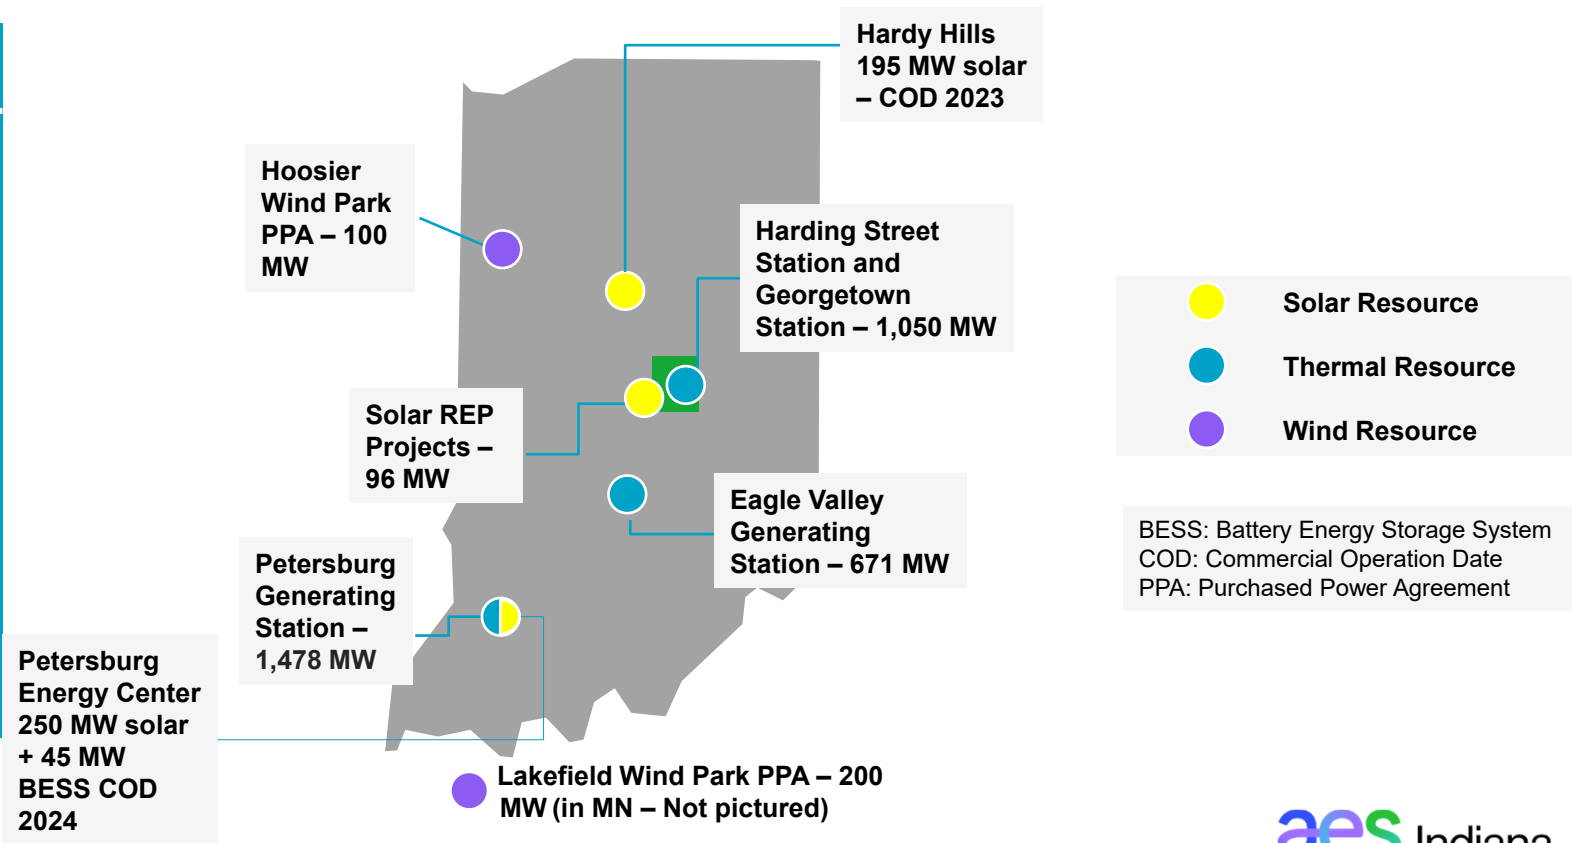 Hardy Hills
195 MW solar
– COD 2023
Hoosier
Wind Park
PPA – 100
MW
Harding Street
Station and
Georgetown
Station – 1,050 MW
Solar Resource
Thermal Resource
Wind Resource
Solar REP
Projects –
96 MW
Eagle Valley
Generating
Station – 671 MW
BESS: Battery Energy Storage System
COD: Commercial Operation Date
PPA: Purchased Power Agreement
Petersburg
Generating
Station –
1,478 MW
Petersburg
Energy Center
250 MW solar
+ 45 MW
BESS COD
2024
Lakefield Wind Park PPA – 200
MW (in MN – Not pictured)
aes Indiana